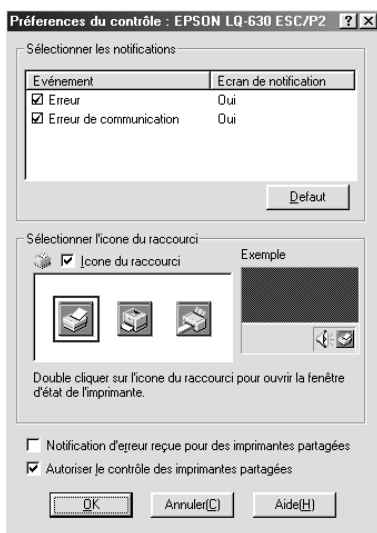 Préferences du contrôle : EPSON LQ-630 ESC/P2
Sélectionner les notifications
Evénement Ecran de notification
Erreur Oui
Erreur de communication Oui
Defaut
Sélectionner l'icone du raccourci
Icone du raccourci
Exemple
Double cliquer sur l'icone du raccourci pour ouvrir la fenêtre
d'état de l'imprimante.
Notification d'erreur reçue pour des imprimantes partagées
Autoriser le contrôle des imprimantes partagées
OK Annuler(C) Aide(H)